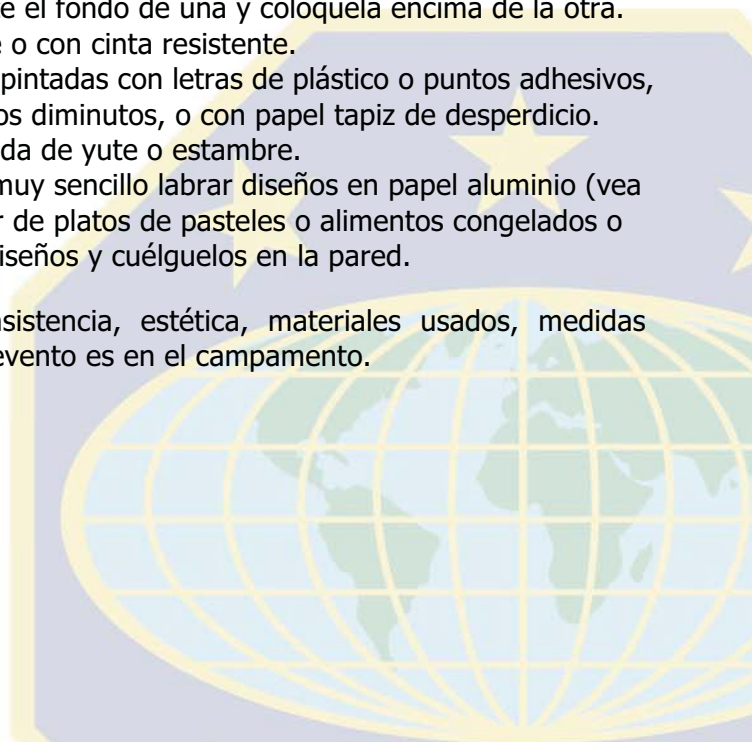 te el fondo de una y colóquela encima de la otra.
e o con cinta resistente.
pintadas con letras de plástico o puntos adhesivos,
os diminutos, o con papel tapiz de desperdicio.
da de yute o estambre.
muy sencillo labrar diseños en papel aluminio (vea
r de platos de pasteles o alimentos congelados o
iseños y cuélguelos en la pared.
sistencia, estética, materiales usados, medidas
evento es en el campamento.